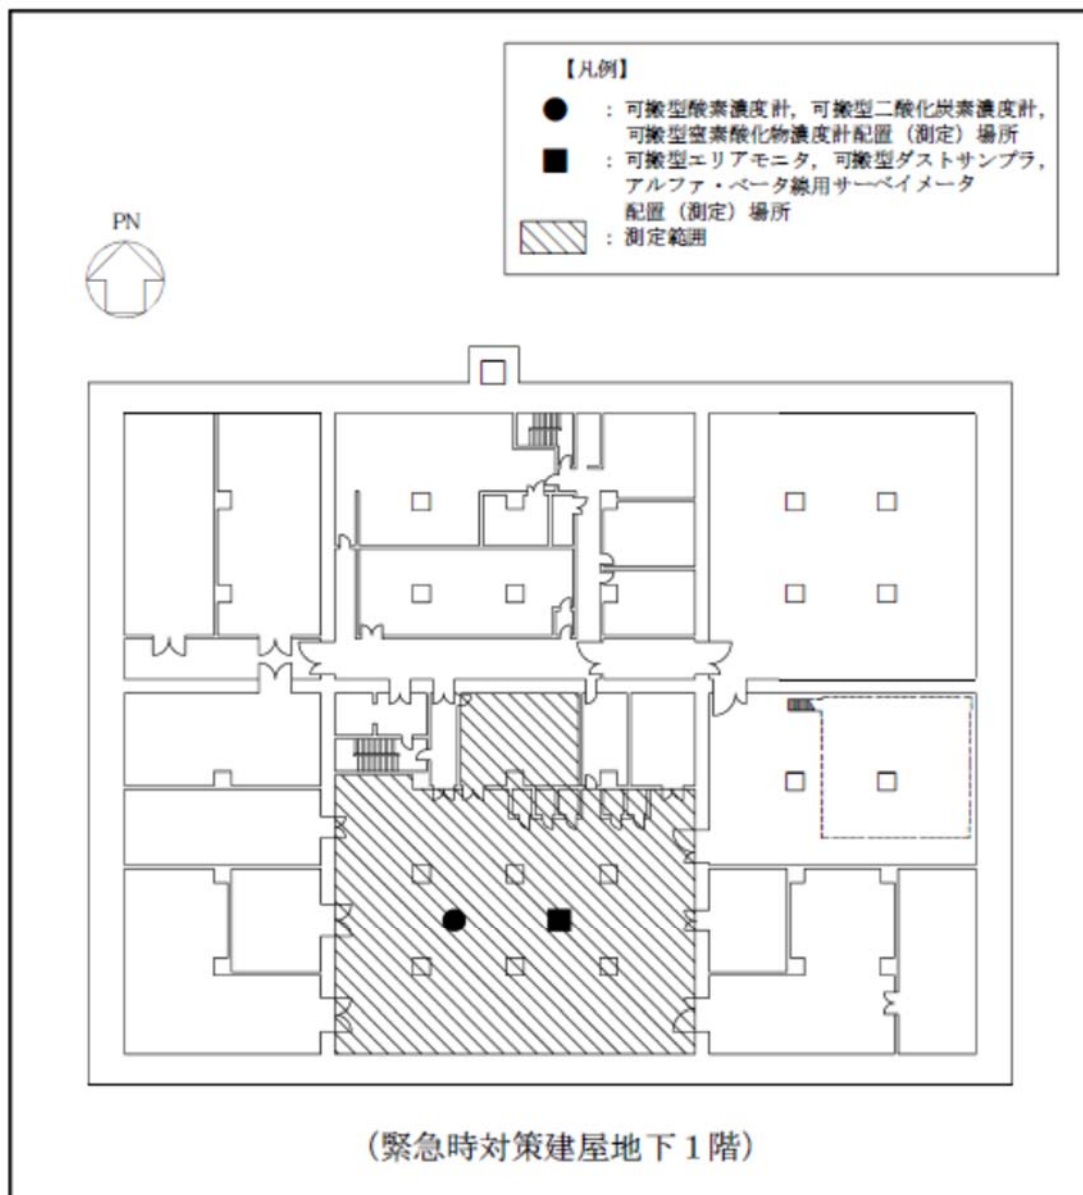 【凡例】
● : 可搬型酸素濃度計，可搬型二酸化炭素濃度計，
可搬型窒素酸化物濃度計配置（測定）場所
■ : 可搬型エリアモニタ，可搬型ダストサンプラ，
アルファ・ベータ線用サーベイメータ
配置（測定）場所
: 測定範囲
PN
（緊急時対策建屋地下１階）